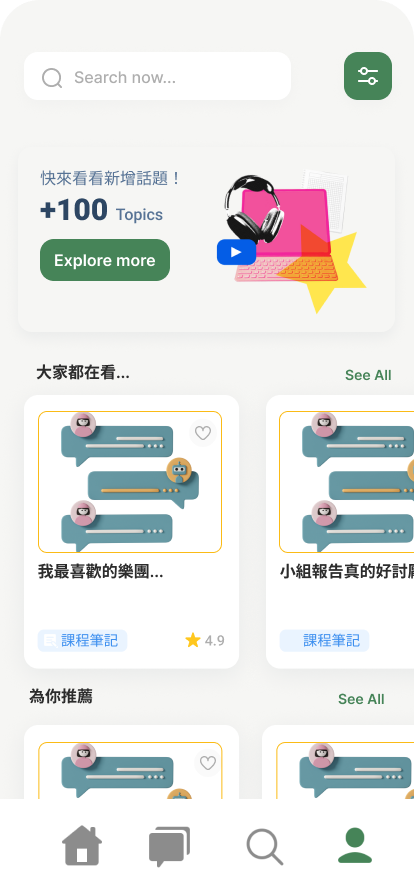 Search now...
快來看看新增話題！
+100 Topics
Explore more
大家都在看... See All
我最喜歡的樂團...
小組報告真的好討
課程筆記 4.9
課程筆記
為你推薦 See All